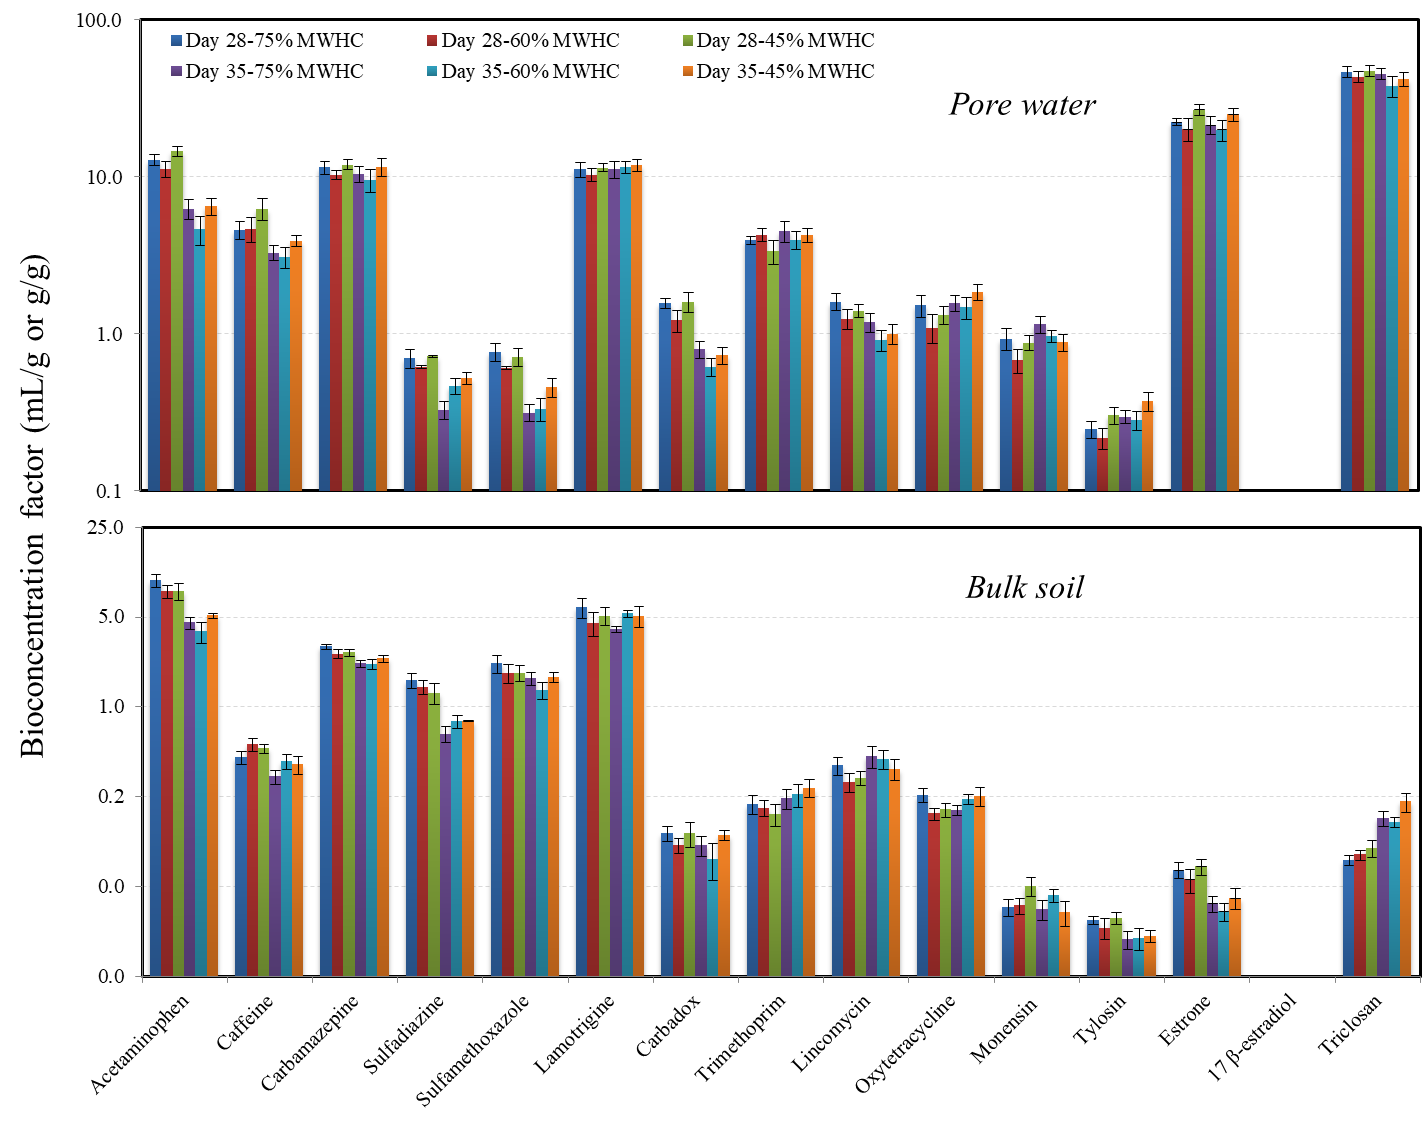 Bioconcentration factor (mL/g or g/g)
100.0
Day 28-75% MWHC Day 28-60% MWHC Day 28-45% MWHC
Day 35-75% MWHC Day 35-60% MWHC Day 35-45% MWHC
Pore water
10.0
1.0
0.1
25.0
Bulk soil
5.0
1.0
0.2
0.0
0.0
Acetaminophen
Caffeine
Carbamazepine
Sulfadiazine
Sulfamethoxazole
Lamotrigine
Carbadox
Trimethoprim
Lincomycin
Oxytetracycline
Monensin
Tylosin
Estrone
17 β-estradiol
Triclosan